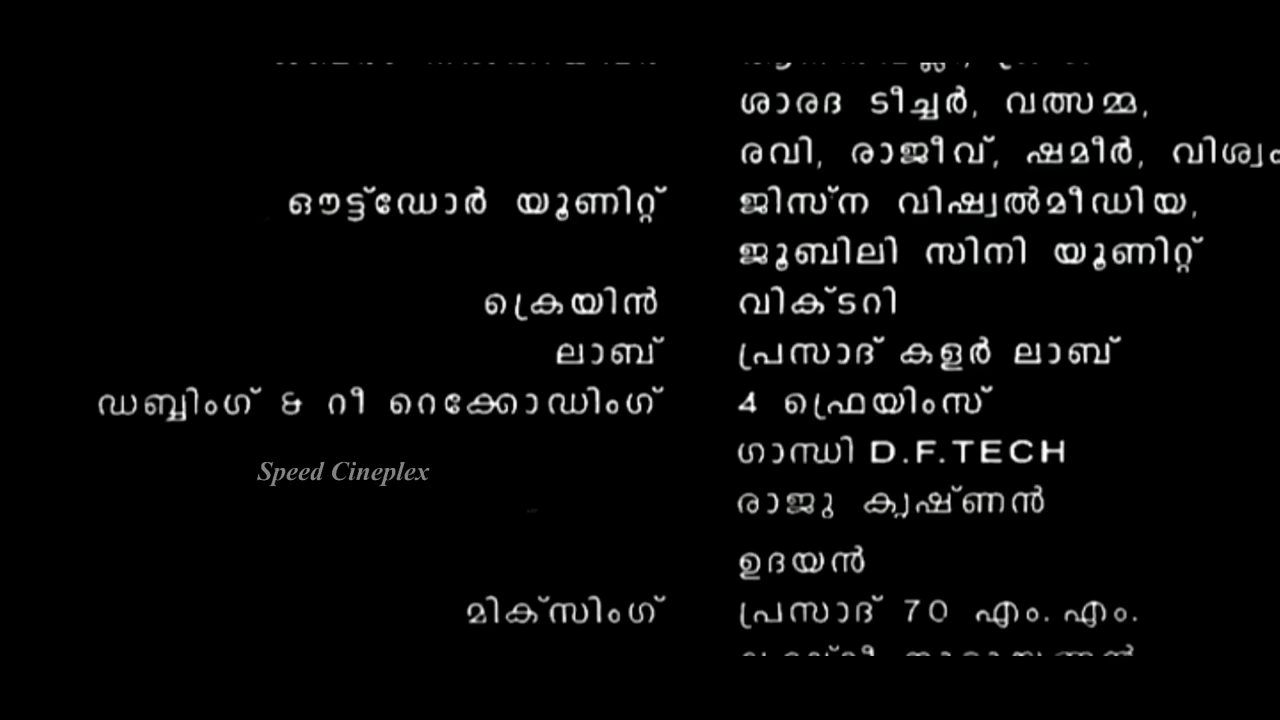 ശാരദ ടീച്ചർ, വത്സമ്മ,
രവി, രാജീവ്, ഷമീർ, വിശ്വം
ഔട്ട്ഡോർ യൂണിറ്റ് ജിസ്ന വിഷ്വൽമീഡിയ,
ജൂബിലി സിനി യൂണിറ്റ്
ക്രെയിൻ വിക്ടറി
ലാബ് പ്രസാദ് കളർ ലാബ്
ഡബ്ബിംഗ് & റീ റെക്കോഡിംഗ് 4 ഫ്രെയിംസ്
ഗാന്ധി D.F.TECH
Speed Cineplex
രാജു കൃഷ്ണൻ
ഉദയൻ
മിക്സിംഗ് പ്രസാദ് 70 എം.എം.